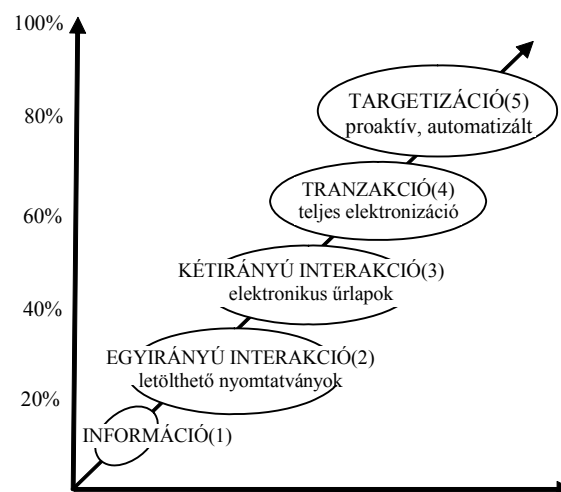 100%
TARGETIZÁCIÓ(5)
80%
proaktív, automatizált
TRANZAKCIÓ(4)
60%
teljes elektronizáció
KÉTIRÁNYÚ INTERAKCIÓ(3)
elektronikus űrlapok
40%
EGYIRÁNYÚ INTERAKCIÓ(2)
letölthető nyomtatványok
20%
INFORMÁCIÓ(1)